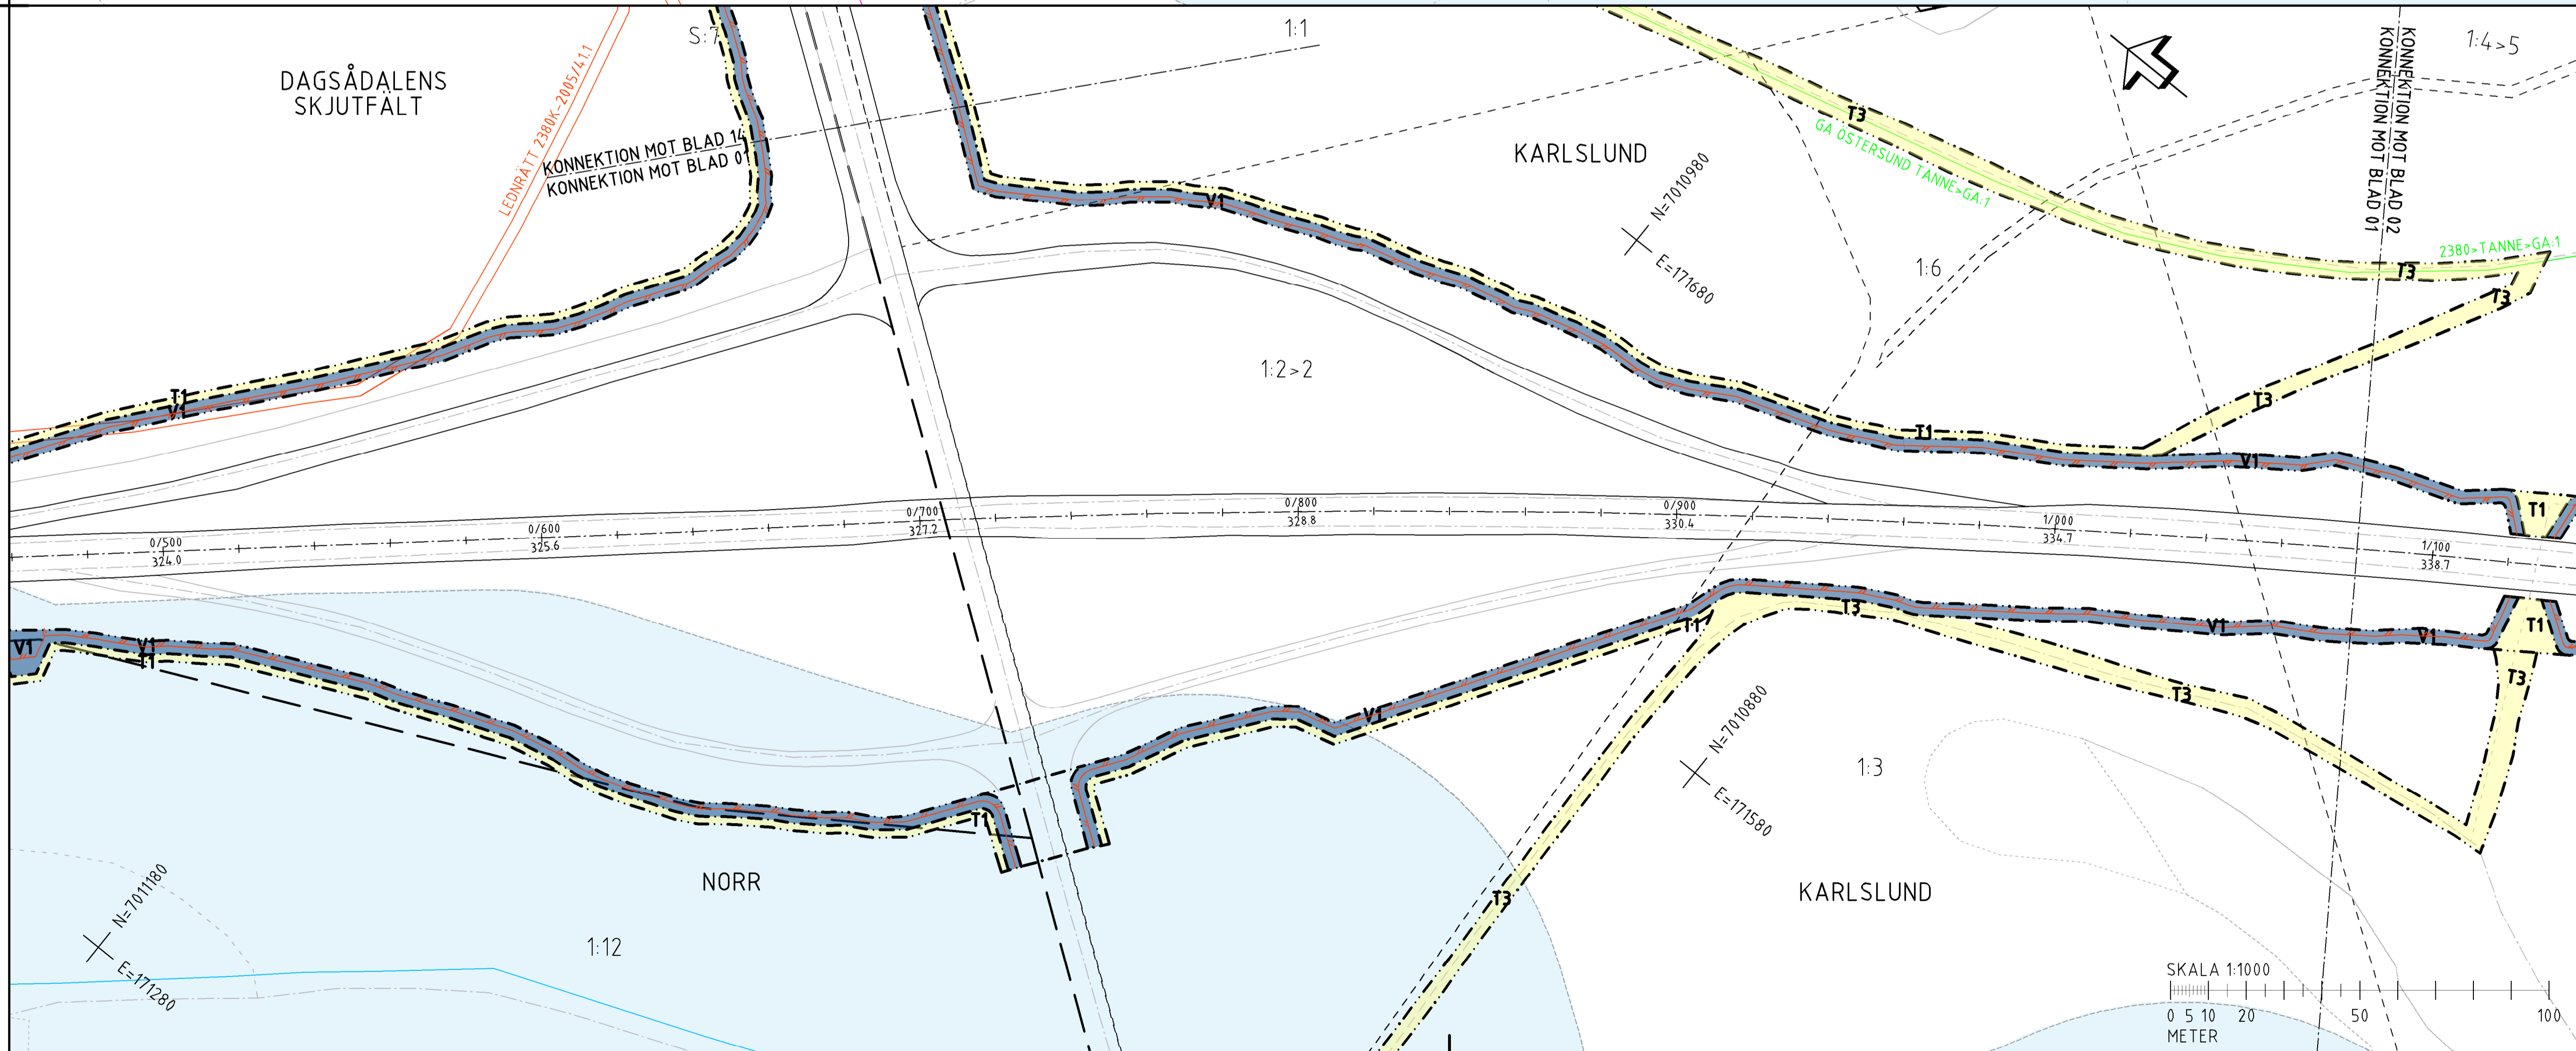 S:7
1:1
1:4>5
DAGSÅDALENS
SKJUTFÄLT
LEDNRÄTT 2380K-2005/41.1
KONNEKTION MOT BLAD 14
KONNEKTION MOT BLAD 01
T3
GA ÖSTERSUND TANNE>GA:1
KARLSLUND
N=7010980
E=171680
KONNEKTION MOT BLAD 02
KONNEKTION MOT BLAD 01
V1
1:6
2380>TANNE>GA:1
T3
T3
1:2>2
T1
V1
T3
T1
V1
T1
0/500
324.0
0/600
325.6
0/700
327.2
0/800
328.8
0/900
330.4
1/000
334.7
1/100
338.7
V1
V1
T1
T3
T1
V1
V1
T1
T3
T3
V1
N=7010880
E=171580
1:3
T1
NORR
KARLSLUND
T3
N=7011180
E=171280
1:12
SKALA 1:1000
0 5 10 20 50 100
METER